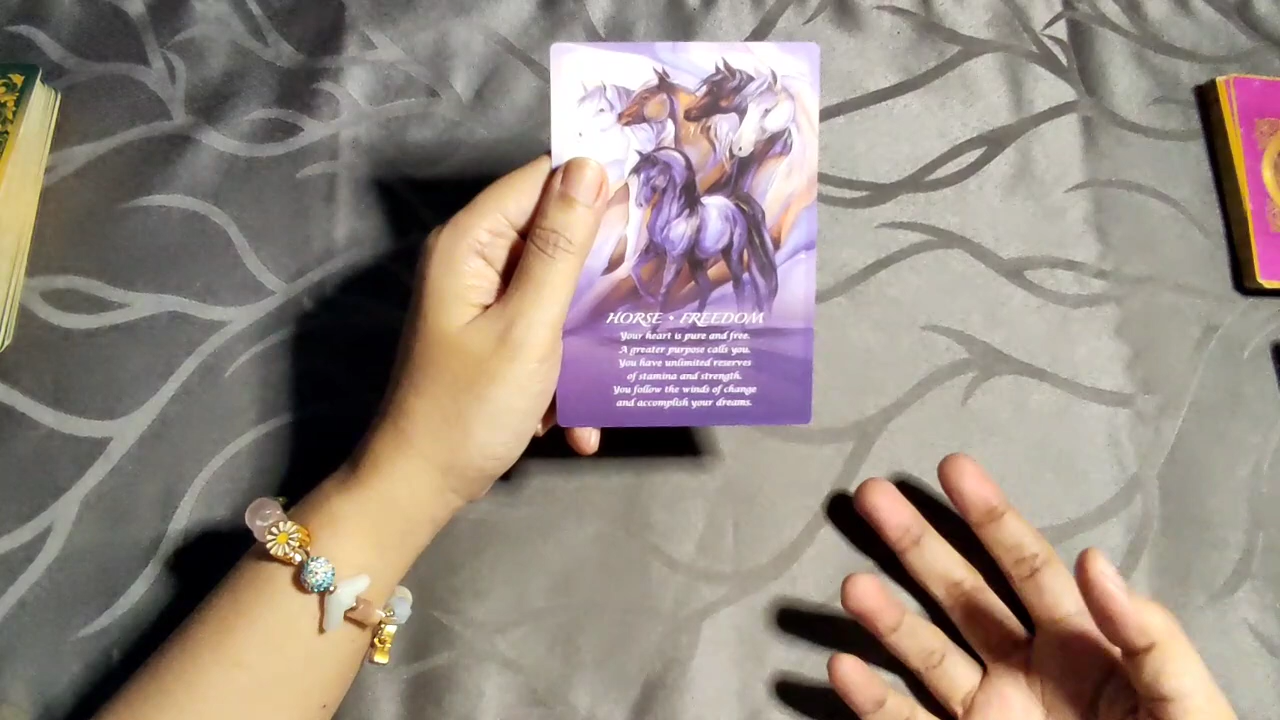 HORSE • FREEDOM
Your heart is pure and free.
A greater purpose calls you.
You have unlimited reserves
of stamina and strength.
You follow the winds of change
and accomplish your dreams.